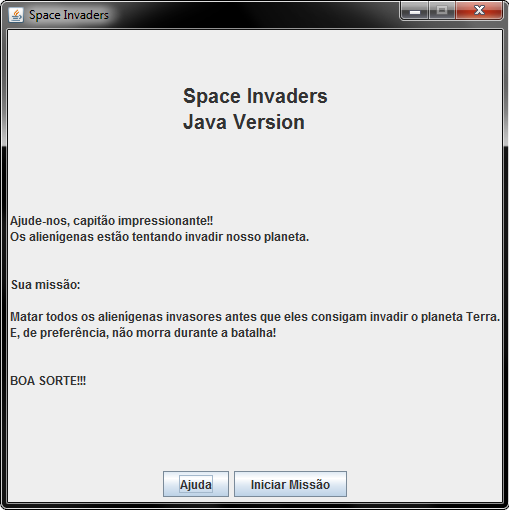 Space Invaders
Space Invaders
Java Version
Ajude-nos, capitão impressionante!!
Os alienígenas estão tentando invadir nosso planeta.
Sua missão:
Matar todos os alienígenas invasores antes que eles consigam invadir o planeta Terra.
E, de preferência, não morra durante a batalha!
BOA SORTE!!!
Ajuda
Iniciar Missão